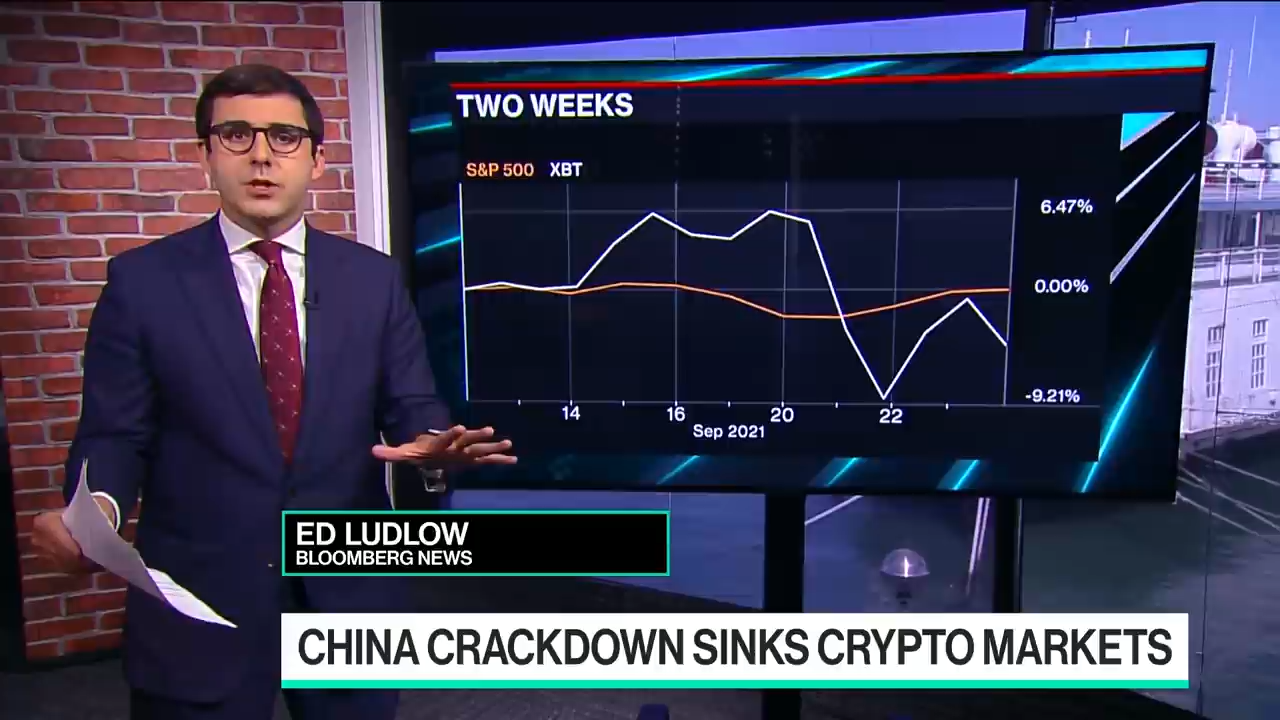 TWO WEEKS
S&P 500 XBT
6.47%
0.00%
-9.21%
14 16 20 22
Sep 2021
ED LUDLOW
BLOOMBERG NEWS
CHINA CRACKDOWN SINKS CRYPTO MARKETS